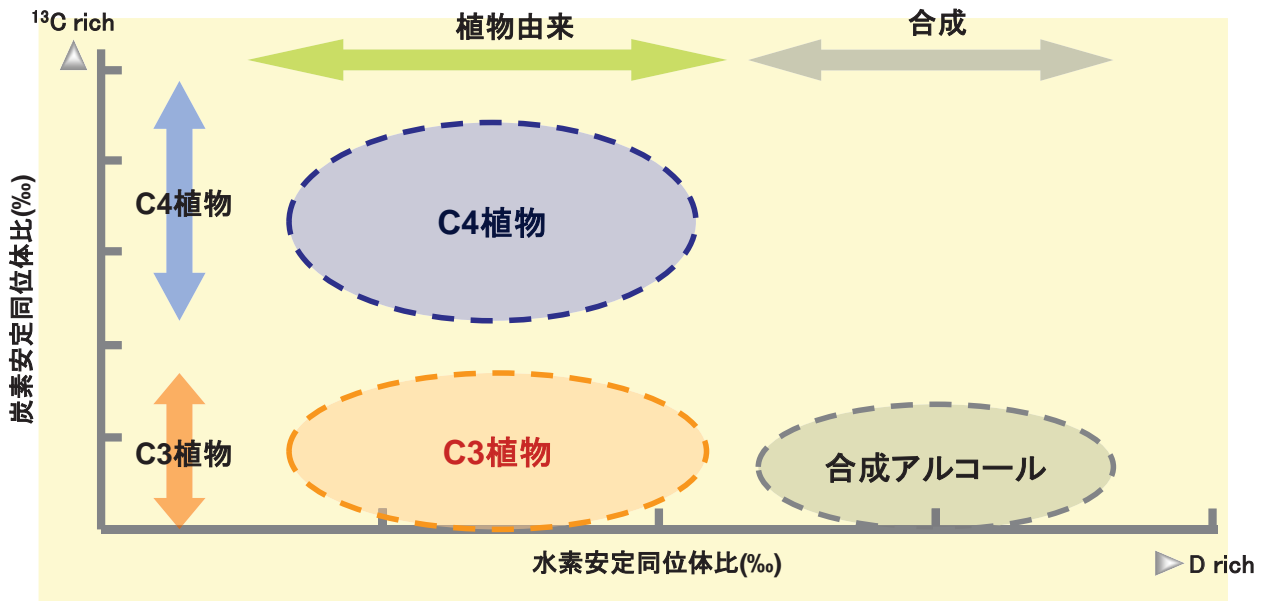 ¹³C rich
植物由来
合成
C4植物
C4植物
炭素安定同位体比(‰)
C3植物
C3植物
合成アルコール
水素安定同位体比(‰)
D rich